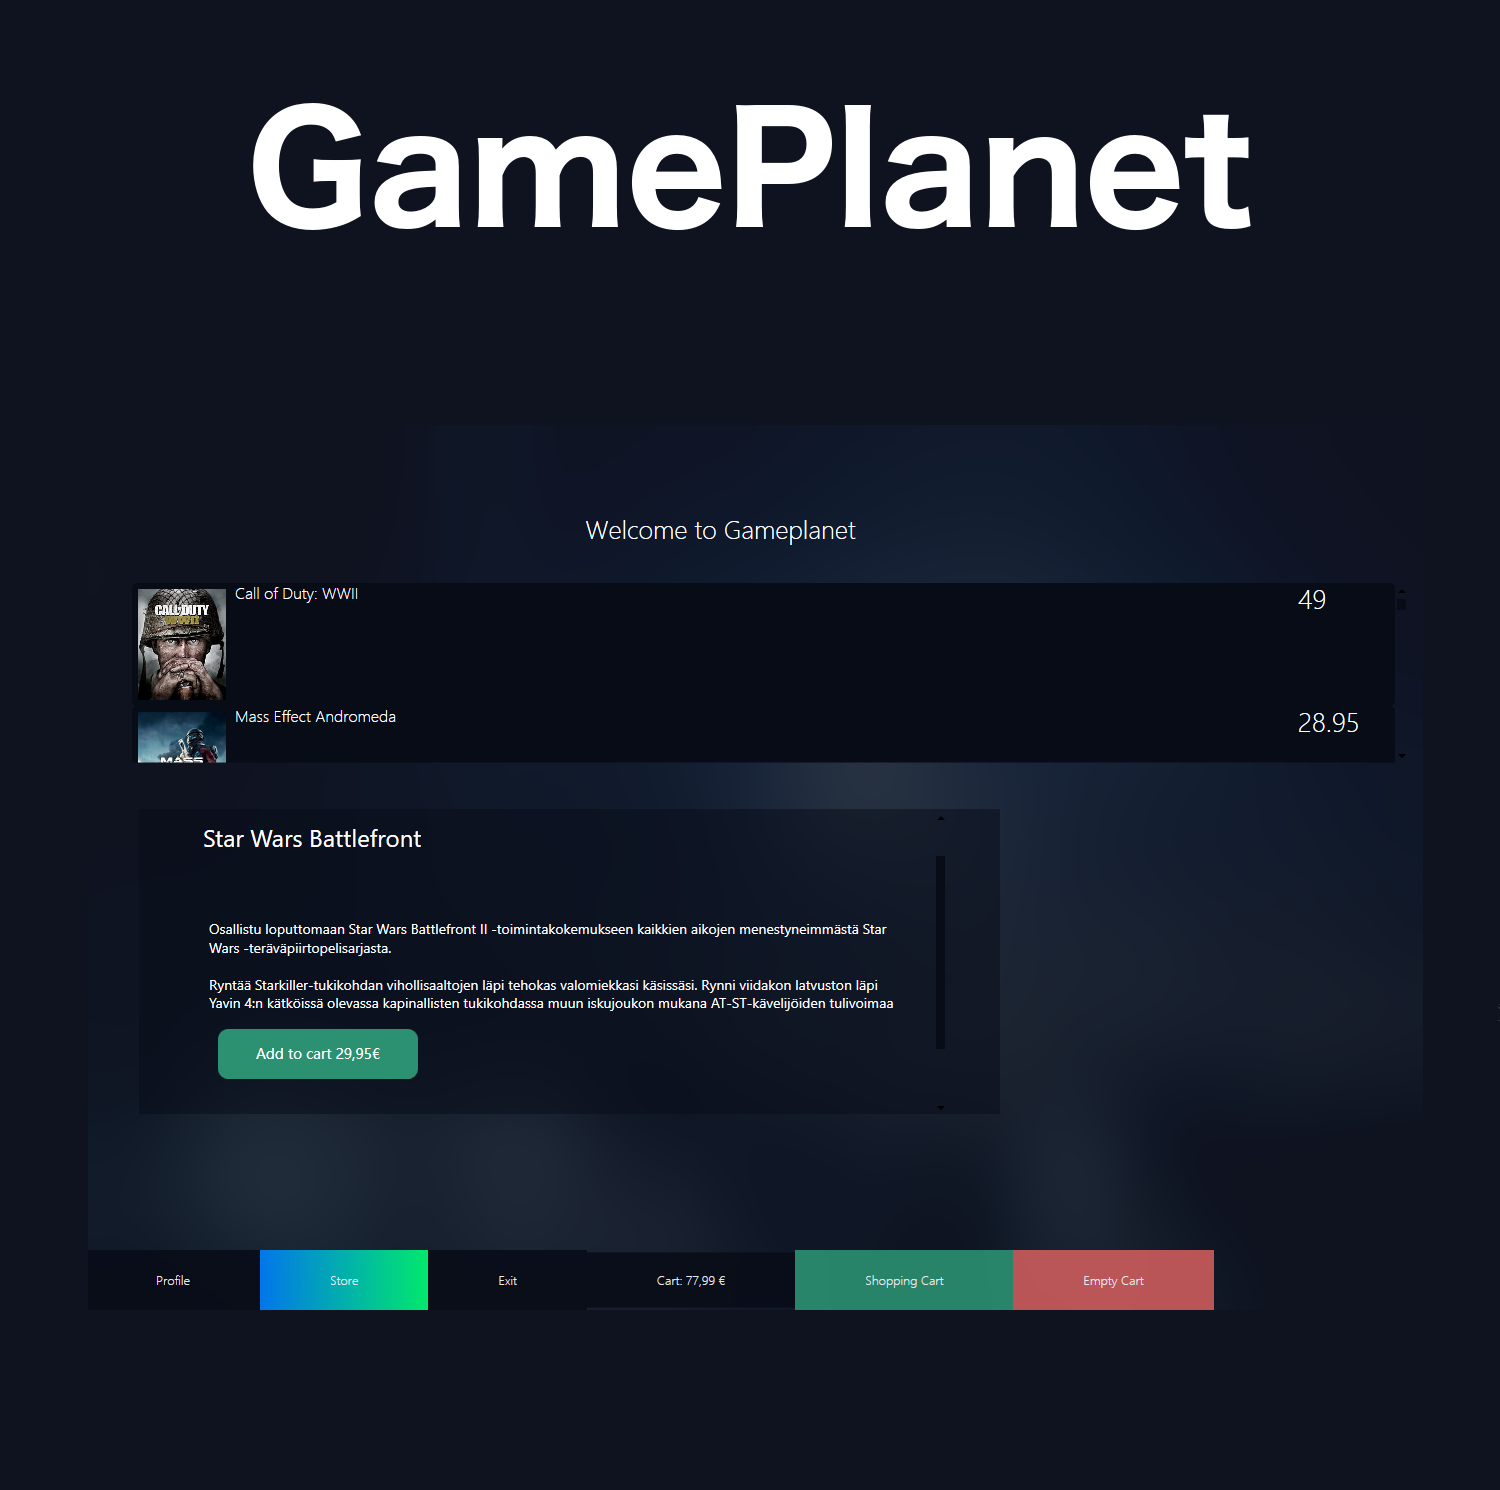 GamePlanet
Welcome to Gameplanet
CALL OF DUTY
Call of Duty: WWII
49
Mass Effect Andromeda
28.95
MASS
Star Wars Battlefront
Osallistu loputtomaan Star Wars Battlefront II -toimintakokemukseen kaikkien aikojen menestyneimmästä Star
Wars -teräväpiirtopelisarjasta.
Ryntää Starkiller-tukikohdan vihollisaaltojen läpi tehokas valomiekkasi käsissäsi. Rynni viidakon latvuston läpi
Yavin 4:n kätköissä olevassa kapinallisten tukikohdassa muun iskujoukon mukana AT-ST-kävelijöiden tulivoimaa
Add to cart 29,95€
Profile
Store
Exit
Cart: 77,99 €
Shopping Cart
Empty Cart